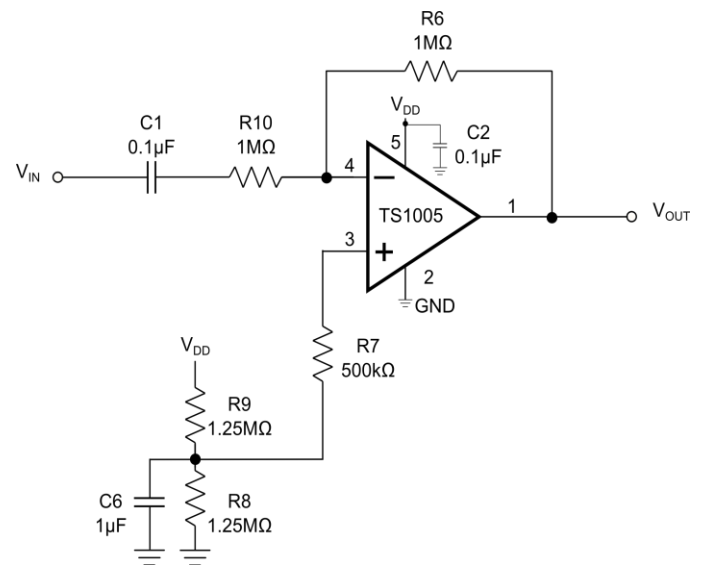 R6
1MΩ
C1
0.1µF
R10
1MΩ
VDD
C2
0.1µF
5
VIN
4
TS1005
1
VOUT
3
2
GND
R7
500kΩ
VDD
R9
1.25MΩ
C6
1µF
R8
1.25MΩ